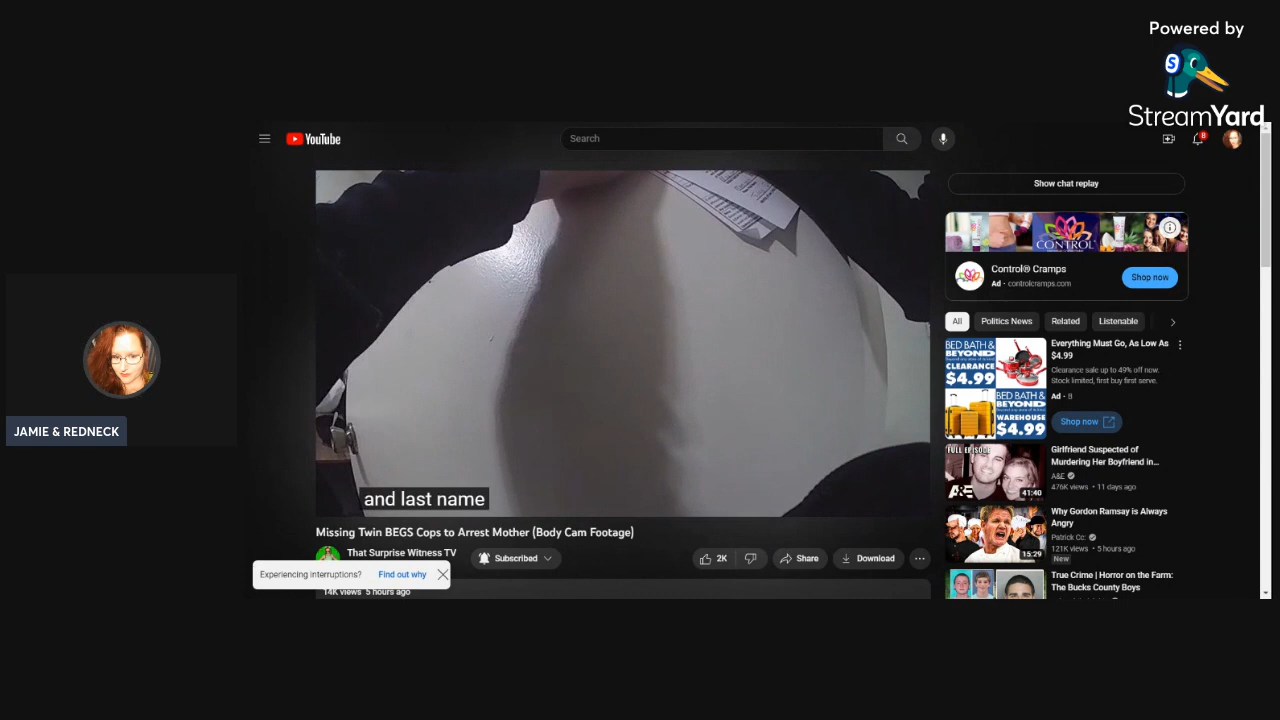 Powered by
StreamYard
YouTube
Search
8
Show chat replay
CONTROL
Control® Cramps
Ad · controlcramps.com
Shop now
All
Politics News
Related
Listenable
BED BATH &
BEYOND
CLEARANCE
$4.99
BED BATH &
BEYOND
WAREHOUSE
$4.99
Everything Must Go, As Low As
$4.99
Clearance sale up to 49% off now.
Stock limited, first buy first serve.
Ad · 8
Shop now
FULL EPISODE
A&E
41:40
Girlfriend Suspected of
Murdering Her Boyfriend in...
A&E
476K views · 11 days ago
15:29
Why Gordon Ramsay is Always
Angry
Patrick Cc:
121K views · 5 hours ago
New
True Crime | Horror on the Farm:
The Bucks County Boys
JAMIE & REDNECK
and last name
Missing Twin BEGS Cops to Arrest Mother (Body Cam Footage)
That Surprise Witness TV
Subscribed
2K
Share
Download
Experiencing interruptions?
Find out why
14K views 5 hours ago